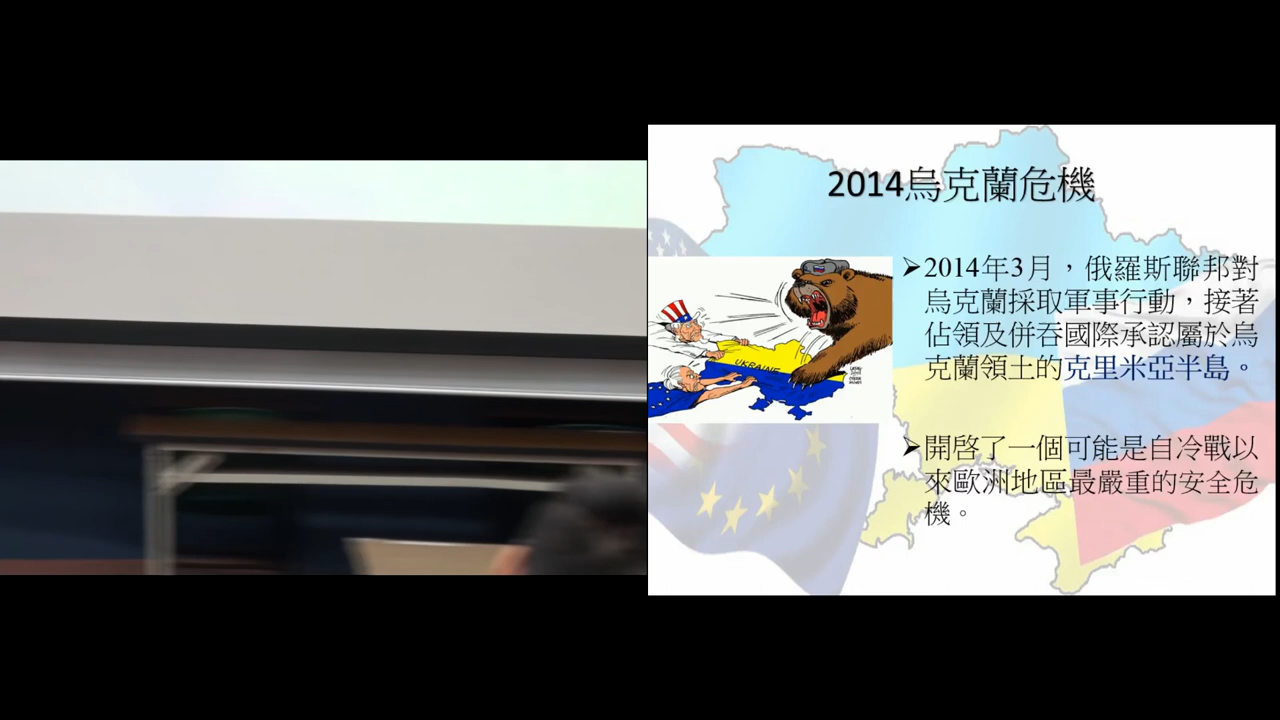 2014烏克蘭危機
UKRAINE
➢2014年3月，俄羅斯聯邦對
烏克蘭採取軍事行動，接著
佔領及併吞國際承認屬於烏
克蘭領土的克里米亞半島。
➢開啓了一個可能是自冷戰以
來歐洲地區最嚴重的安全危
機。